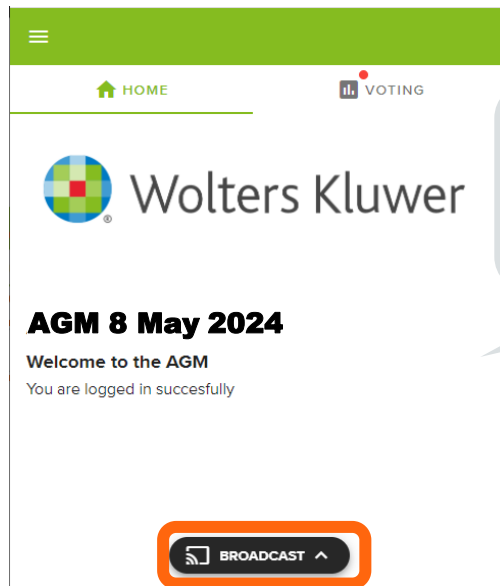 HOME
VOTING
Wolters Kluwer
AGM 8 May 2024
Welcome to the AGM
You are logged in succesfully
BROADCAST